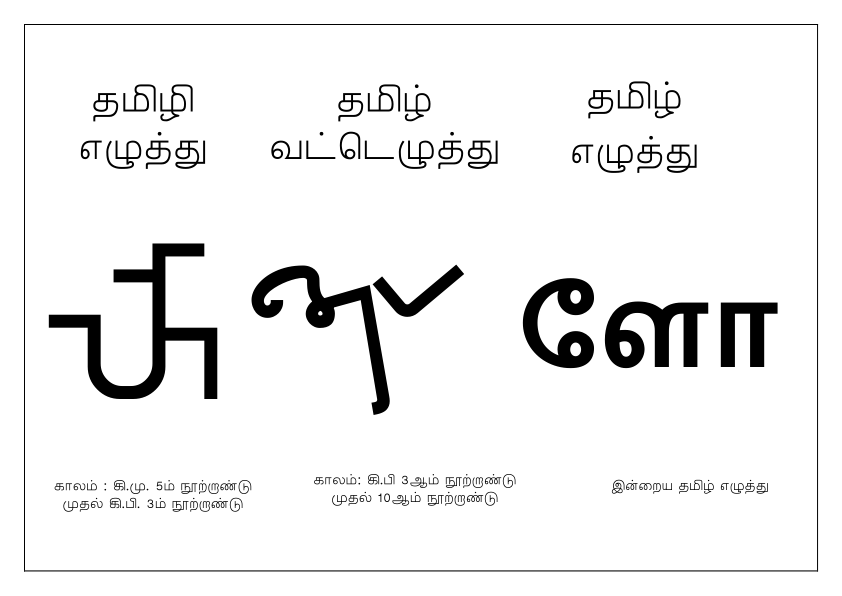 தமிழி
எழுத்து
காலம் : கி.மு. 5ம் நூற்றாண்டு
முதல் கி.பி. 3ம் நூற்றாண்டு
தமிழ்
வட்டெழுத்து
காலம்: கி.பி 3ஆம் நூற்றாண்டு
முதல் 10ஆம் நூற்றாண்டு
தமிழ்
எழுத்து
ளோ
இன்றைய தமிழ் எழுத்து